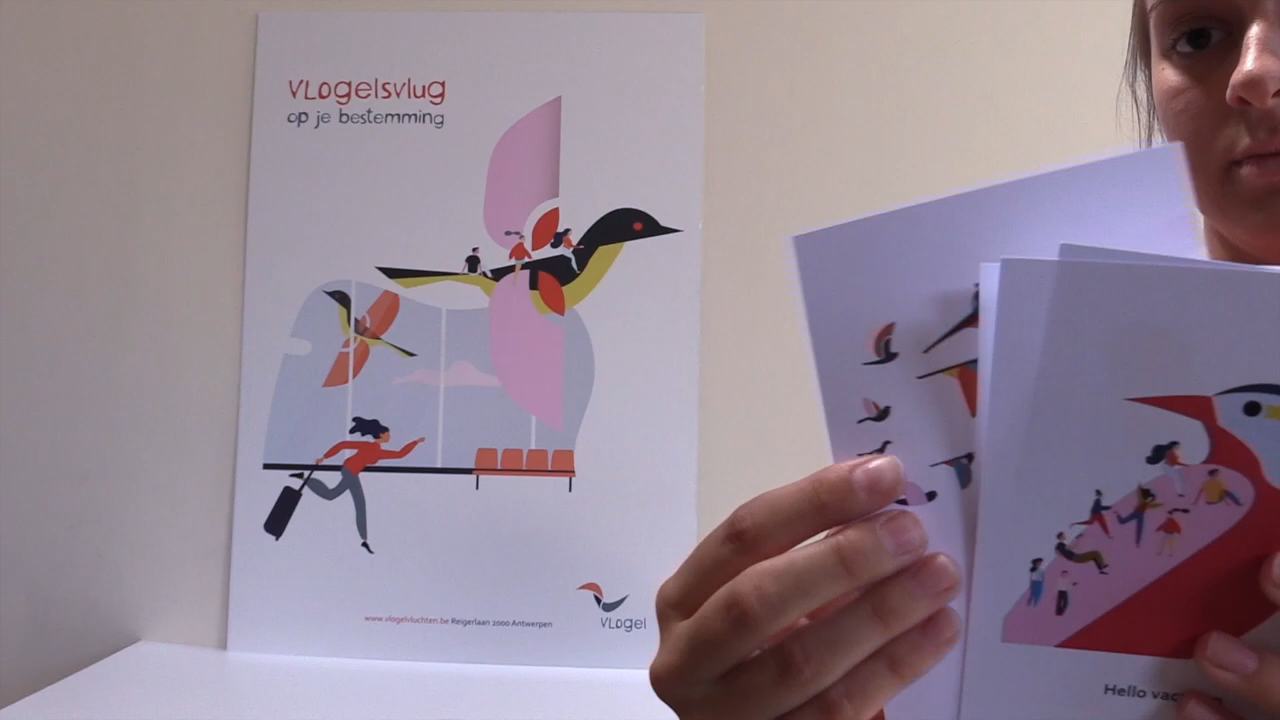 VLogelsvlug
op je bestemming
www.vlogelvluchten.be Reigerlaan 2000 Antwerpen
VLogel
Hello